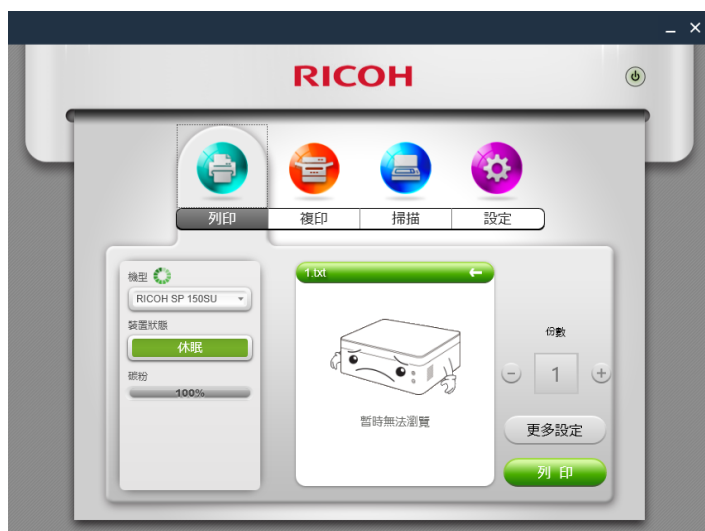 RICOH
列印
複印
掃描
設定
機型
RICOH SP 150SU
裝置狀態
休眠
碳粉
100%
1.txt
暫時無法瀏覽
份數
1
更多設定
列印